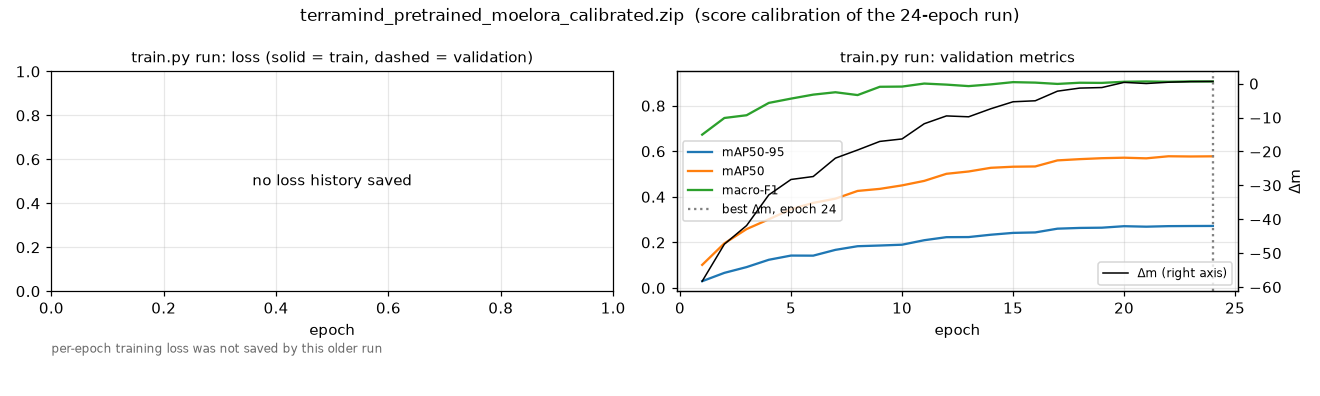 terramind_pretrained_moelora_calibrated.zip  (score calibration of the 24-epoch run)
train.py run: loss (solid = train, dashed = validation)
1.0
0.8
0.6
0.4
0.2
0.0
no loss history saved
0.0 0.2 0.4 0.6 0.8 1.0
epoch
per-epoch training loss was not saved by this older run
train.py run: validation metrics
0.8
0.6
0.4
0.2
0.0
mAP50-95
mAP50
macro-F1
best Δm, epoch 24
Δm (right axis)
0
−10
−20
−30
−40
−50
−60
Δm
0 5 10 15 20 25
epoch